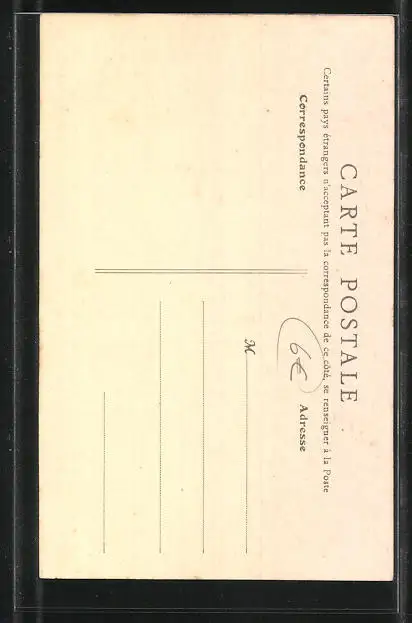 CARTE POSTALE
Certains pays étrangers n'acceptant pas la correspondance de ce côté, se renseigner à la Poste
Correspondance
Adresse
6€
M